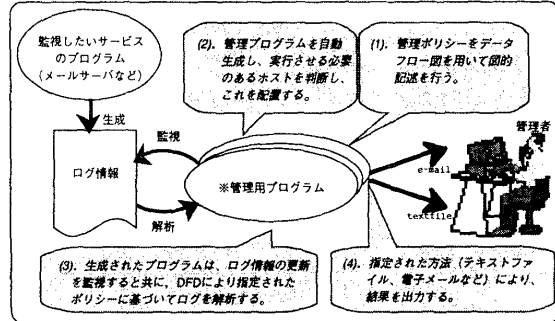 監視したいサービス
のプログラム
（メールサーバなど）
(2). 管理プログラムを自動
生成し、実行させる必要
のあるホストを判断し、
これを配置する。
(1). 管理ポリシーをデータ
フロー図を用いて図的
記述を行う。
生成
監視
ログ情報
解析
※管理用プログラム
管理者
e-mail
textfile
(3). 生成されたプログラムは、ログ情報の更新
を監視すると共に、DFDにより指定された
ポリシーに基づいてログを解析する。
(4). 指定された方法（テキストファ
イル、電子メールなど）により、
結果を出力する。